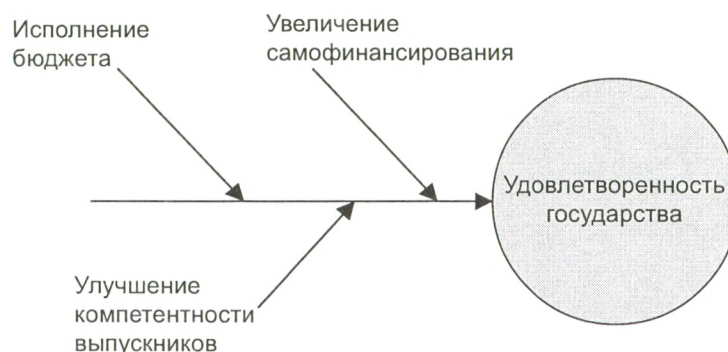 Исполнение
бюджета
Увеличение
самофинансирования
Удовлетворенность
государства
Улучшение
компетентности
выпускников